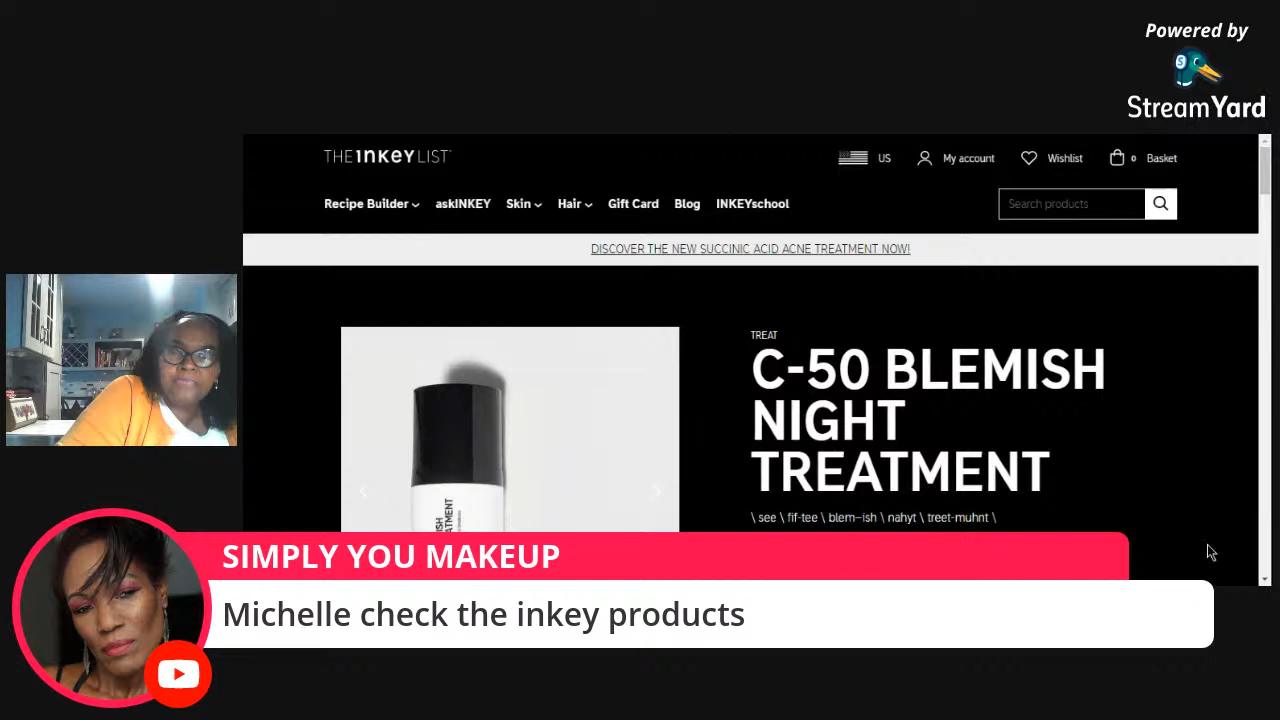 Powered by
StreamYard
THE INKEY LIST™
US
My account
Wishlist
0
Basket
Recipe Builder
askINKEY
Skin
Hair
Gift Card
Blog
INKEYschool
Search products
DISCOVER THE NEW SUCCINIC ACID ACNE TREATMENT NOW!
TREAT
C-50 BLEMISH
NIGHT
TREATMENT
\ see \ fif-tee \ blem–ish \ nahyt \ treet-muhnt \
SIMPLY YOU MAKEUP
Michelle check the inkey products